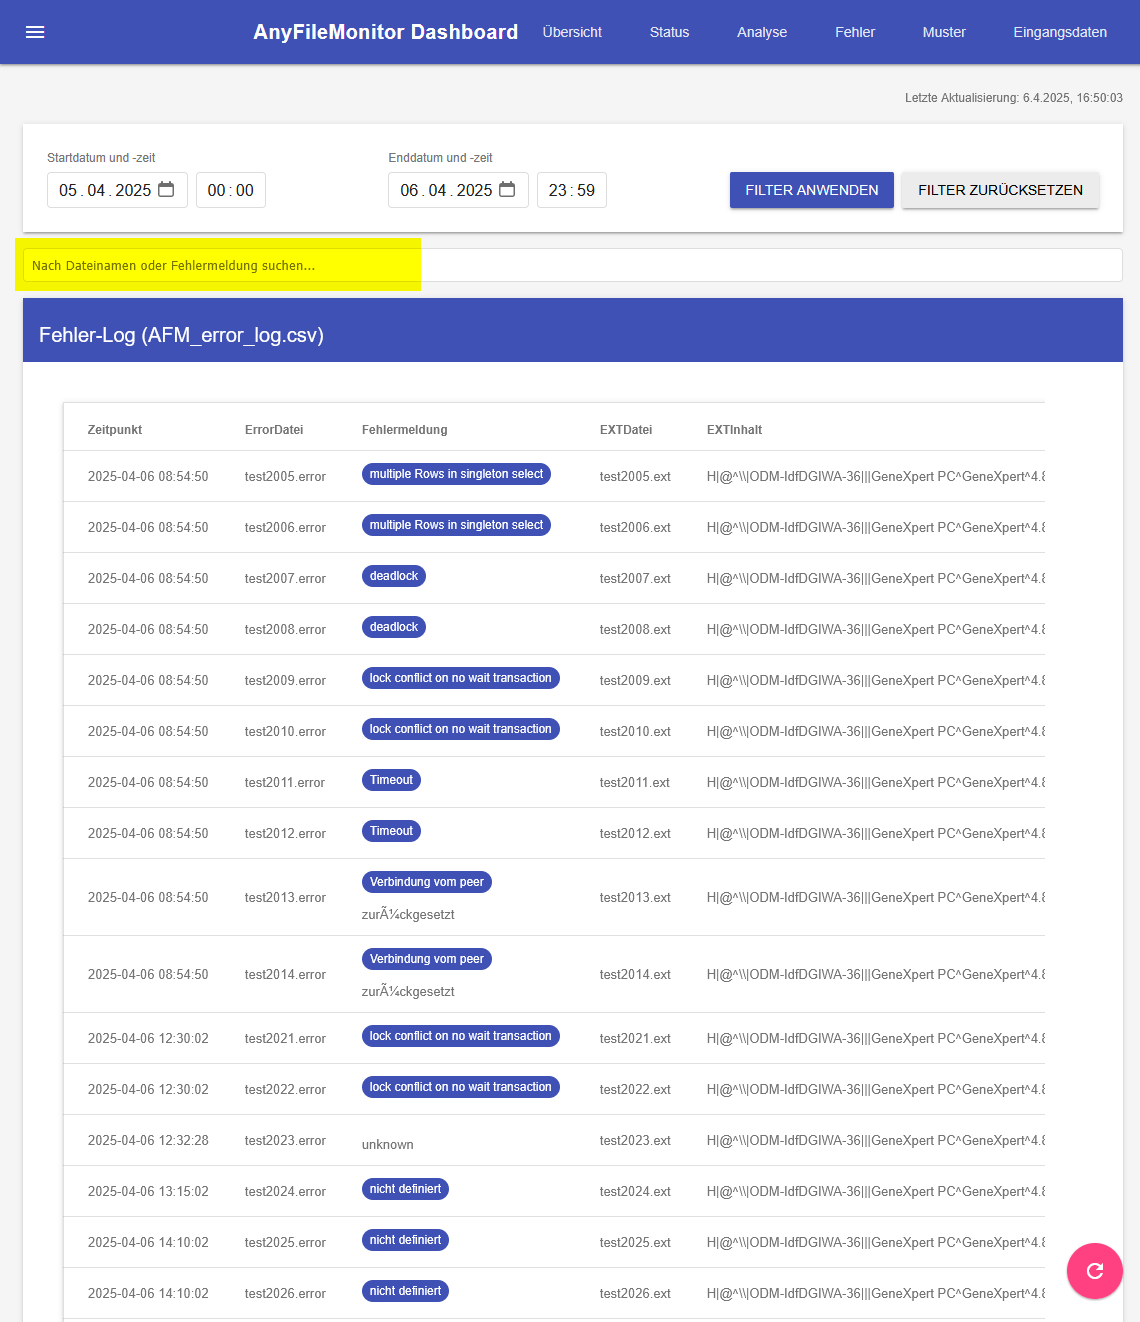 AnyFileMonitor Dashboard Übersicht Status Analyse Fehler Muster Eingangsdaten
Letzte Aktualisierung: 6.4.2025, 16:50:03
Startdatum und -zeit Enddatum und -zeit
05.04.2025 00:00 06.04.2025 23:59 FILTER ANWENDEN FILTER ZURÜCKSETZEN
Nach Dateinamen oder Fehlermeldung suchen...
Fehler-Log (AFM_error_log.csv)
Zeitpunkt ErrorDatei Fehlermeldung EXTDatei EXTInhalt
2025-04-06 08:54:50 test2005.error multiple Rows in singleton select test2005.ext H|@^\\|ODM-IdfDGIWA-36|||GeneXpert PC^GeneXpert^4.8
2025-04-06 08:54:50 test2006.error multiple Rows in singleton select test2006.ext H|@^\\|ODM-IdfDGIWA-36|||GeneXpert PC^GeneXpert^4.8
2025-04-06 08:54:50 test2007.error deadlock test2007.ext H|@^\\|ODM-IdfDGIWA-36|||GeneXpert PC^GeneXpert^4.8
2025-04-06 08:54:50 test2008.error deadlock test2008.ext H|@^\\|ODM-IdfDGIWA-36|||GeneXpert PC^GeneXpert^4.8
2025-04-06 08:54:50 test2009.error lock conflict on no wait transaction test2009.ext H|@^\\|ODM-IdfDGIWA-36|||GeneXpert PC^GeneXpert^4.8
2025-04-06 08:54:50 test2010.error lock conflict on no wait transaction test2010.ext H|@^\\|ODM-IdfDGIWA-36|||GeneXpert PC^GeneXpert^4.8
2025-04-06 08:54:50 test2011.error Timeout test2011.ext H|@^\\|ODM-IdfDGIWA-36|||GeneXpert PC^GeneXpert^4.8
2025-04-06 08:54:50 test2012.error Timeout test2012.ext H|@^\\|ODM-IdfDGIWA-36|||GeneXpert PC^GeneXpert^4.8
2025-04-06 08:54:50 test2013.error Verbindung vom peer test2013.ext H|@^\\|ODM-IdfDGIWA-36|||GeneXpert PC^GeneXpert^4.8
zurÃ¼ckgesetzt
2025-04-06 08:54:50 test2014.error Verbindung vom peer test2014.ext H|@^\\|ODM-IdfDGIWA-36|||GeneXpert PC^GeneXpert^4.8
zurÃ¼ckgesetzt
2025-04-06 12:30:02 test2021.error lock conflict on no wait transaction test2021.ext H|@^\\|ODM-IdfDGIWA-36|||GeneXpert PC^GeneXpert^4.8
2025-04-06 12:30:02 test2022.error lock conflict on no wait transaction test2022.ext H|@^\\|ODM-IdfDGIWA-36|||GeneXpert PC^GeneXpert^4.8
2025-04-06 12:32:28 test2023.error unknown test2023.ext H|@^\\|ODM-IdfDGIWA-36|||GeneXpert PC^GeneXpert^4.8
2025-04-06 13:15:02 test2024.error nicht definiert test2024.ext H|@^\\|ODM-IdfDGIWA-36|||GeneXpert PC^GeneXpert^4.8
2025-04-06 14:10:02 test2025.error nicht definiert test2025.ext H|@^\\|ODM-IdfDGIWA-36|||GeneXpert PC^GeneXpert^4.8
2025-04-06 14:10:02 test2026.error nicht definiert test2026.ext H|@^\\|ODM-IdfDGIWA-36|||GeneXpert PC^GeneXpert^4.8